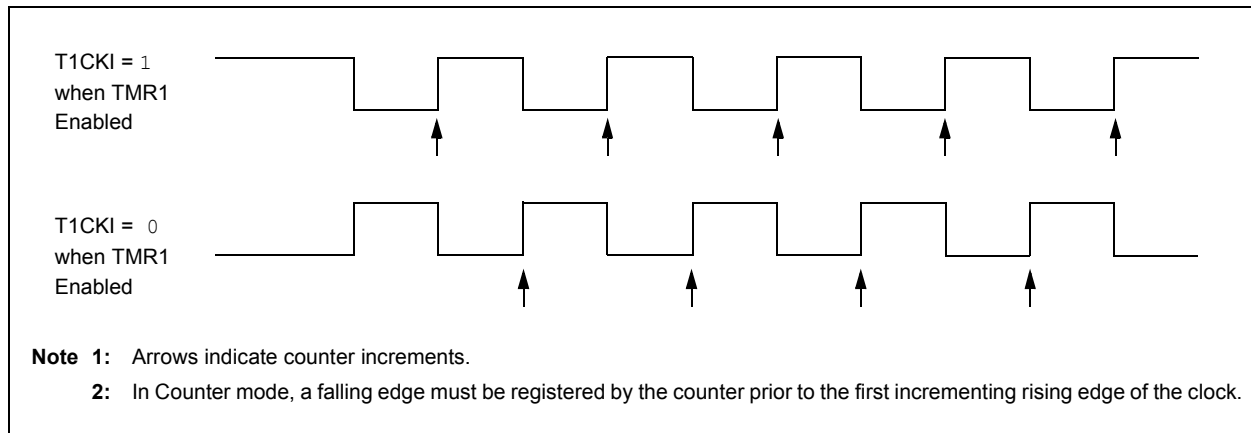 T1CKI = 1
when TMR1
Enabled
T1CKI = 0
when TMR1
Enabled
Note 1: Arrows indicate counter increments.
2: In Counter mode, a falling edge must be registered by the counter prior to the first incrementing rising edge of the clock.